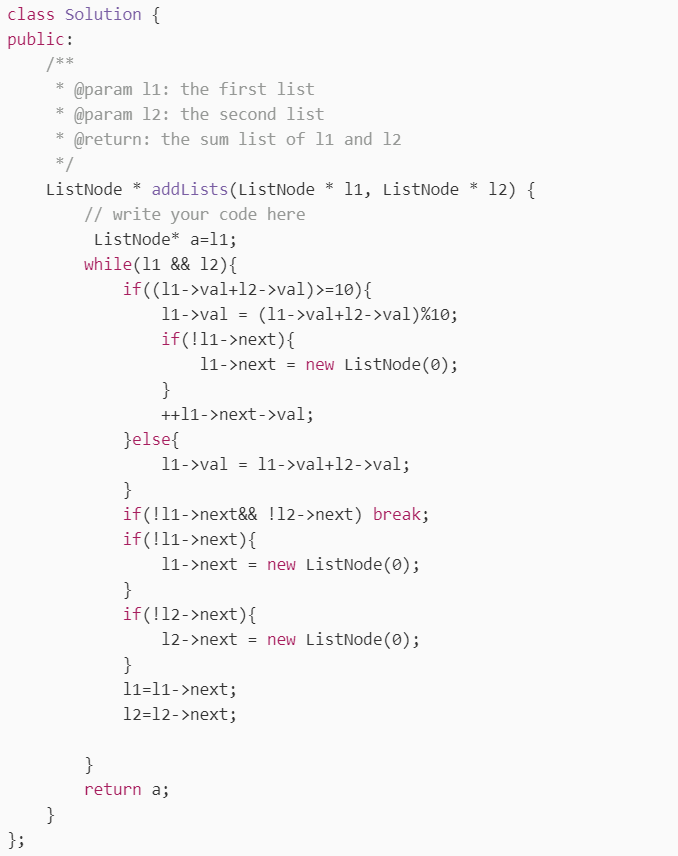 class Solution {
public:
    /**
     * @param l1: the first list
     * @param l2: the second list
     * @return: the sum list of l1 and l2
     */
    ListNode * addLists(ListNode * l1, ListNode * l2) {
        // write your code here
         ListNode* a=l1;
        while(l1 && l2){
            if((l1->val+l2->val)>=10){
                l1->val = (l1->val+l2->val)%10;
                if(!l1->next){
                    l1->next = new ListNode(0);
                }
                ++l1->next->val;
            }else{
                l1->val = l1->val+l2->val;
            }
            if(!l1->next&& !l2->next) break;
            if(!l1->next){
                l1->next = new ListNode(0);
            }
            if(!l2->next){
                l2->next = new ListNode(0);
            }
            l1=l1->next;
            l2=l2->next;

        }
        return a;
    }
};